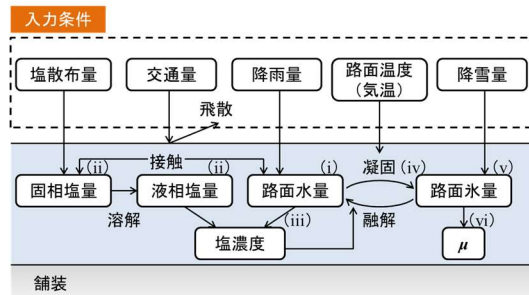 入力条件
塩散布量
交通量
降雨量
路面温度
（気温）
降雪量
飛散
接触
(ii)
(ii)
(i)
凝固 (iv)
(v)
固相塩量
液相塩量
路面水量
路面氷量
溶解
(iii)
融解
(vi)
塩濃度
μ
舗装